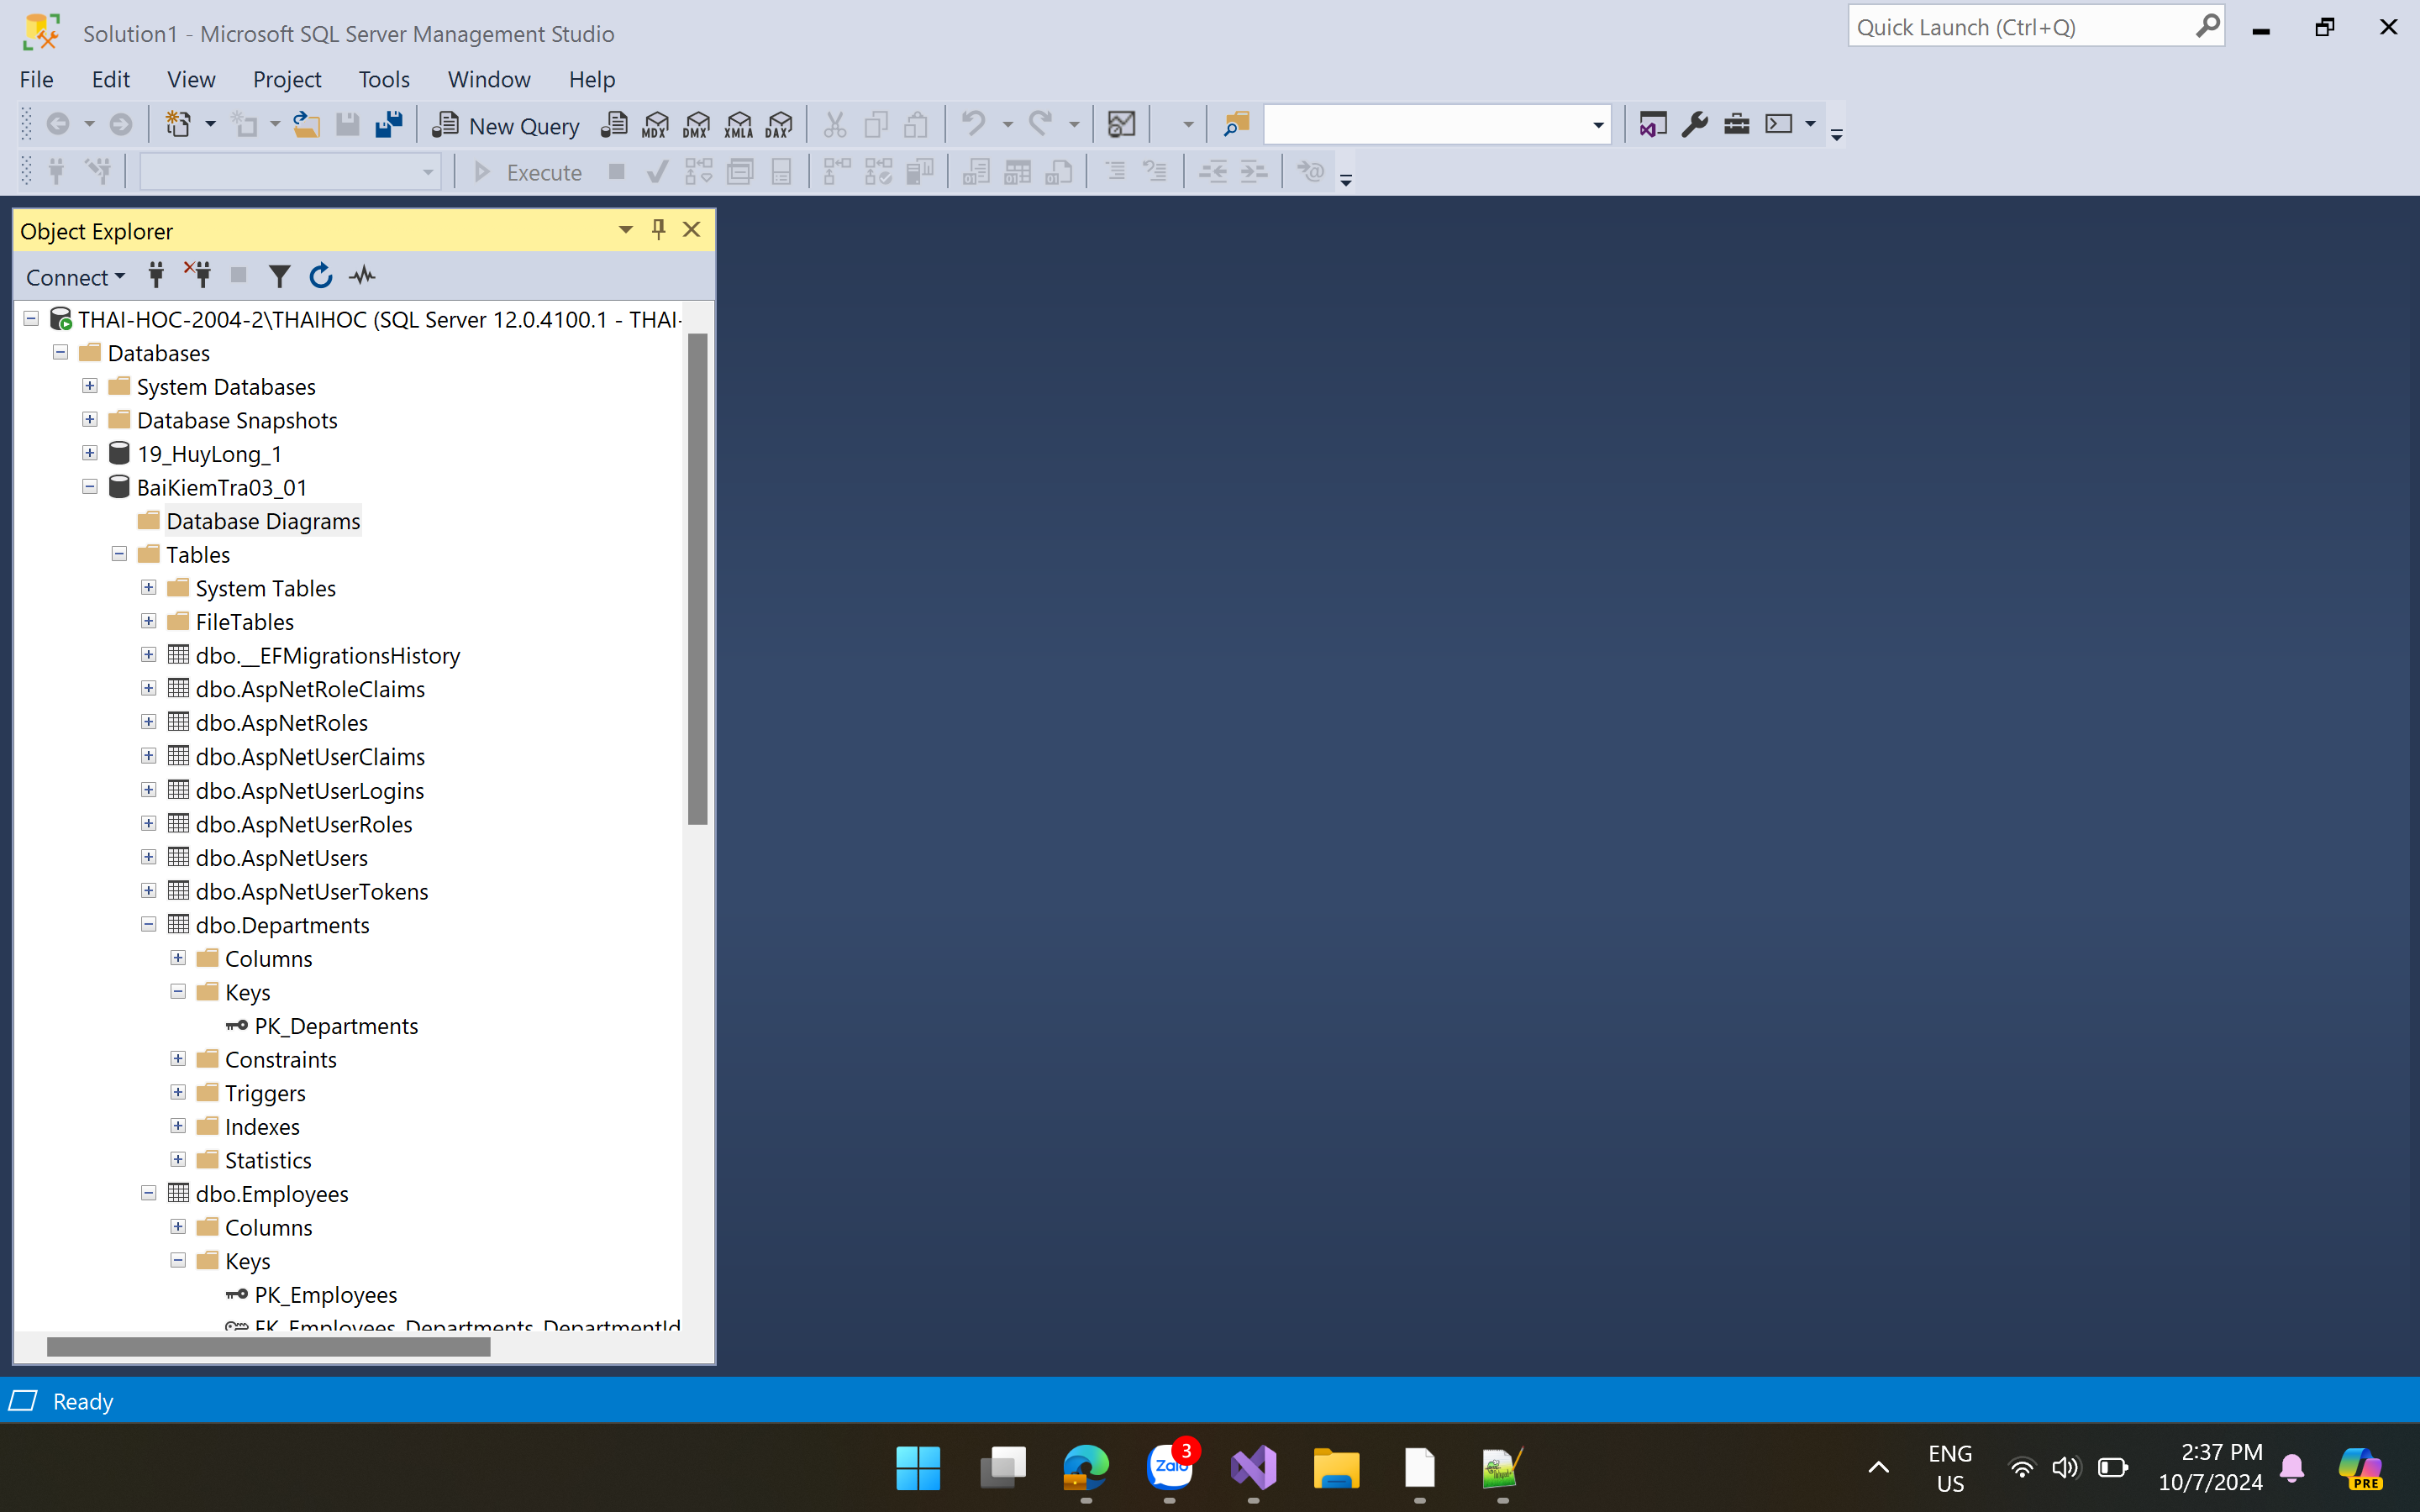 Solution1 - Microsoft SQL Server Management Studio
Quick Launch (Ctrl+Q)
File Edit View Project Tools Window Help
New Query MDX DMX XMLA DAX
Execute
Object Explorer
Connect
THAI-HOC-2004-2\THAIHOC (SQL Server 12.0.4100.1 - THAI-
Databases
System Databases
Database Snapshots
19_HuyLong_1
BaiKiemTra03_01
Database Diagrams
Tables
System Tables
FileTables
dbo.__EFMigrationsHistory
dbo.AspNetRoleClaims
dbo.AspNetRoles
dbo.AspNetUserClaims
dbo.AspNetUserLogins
dbo.AspNetUserRoles
dbo.AspNetUsers
dbo.AspNetUserTokens
dbo.Departments
Columns
Keys
PK_Departments
Constraints
Triggers
Indexes
Statistics
dbo.Employees
Columns
Keys
PK_Employees
FK_Employees_Departments_DepartmentId
Ready
Zalo 3
ENG
US
2:37 PM
10/7/2024
PRE